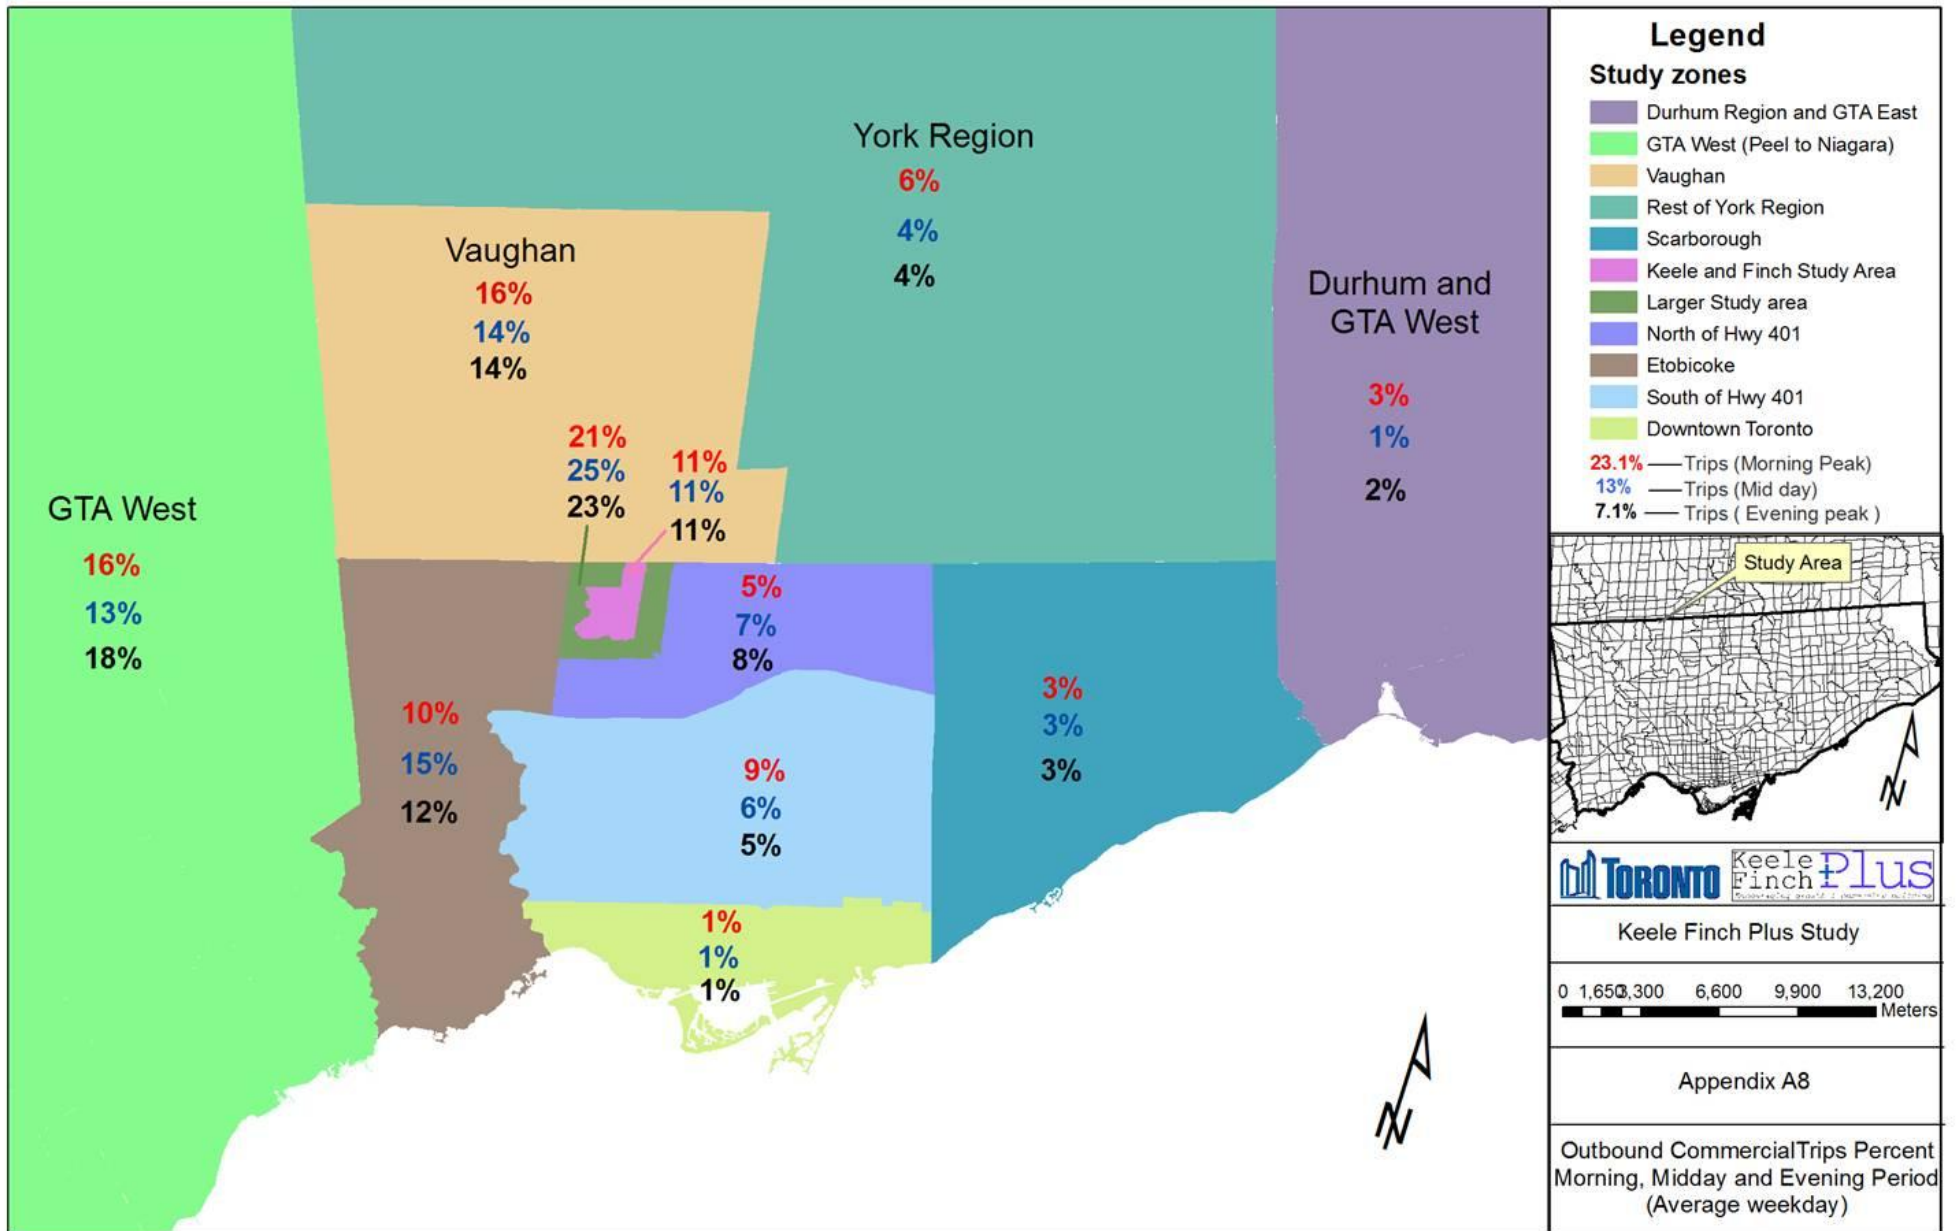 York Region
6%
4%
4%
Vaughan
16%
14%
14%
Durhum and
GTA West
3%
1%
2%
21%
25%
23%
11%
11%
11%
GTA West
16%
13%
18%
5%
7%
8%
10%
15%
12%
9%
6%
5%
3%
3%
3%
1%
1%
1%
N
Legend
Study zones
Durhum Region and GTA East
GTA West (Peel to Niagara)
Vaughan
Rest of York Region
Scarborough
Keele and Finch Study Area
Larger Study area
North of Hwy 401
Etobicoke
South of Hwy 401
Downtown Toronto
23.1% Trips (Morning Peak)
13% Trips (Mid day)
7.1% Trips ( Evening peak )
Study Area
N
TORONTO
Keele
Finch
+Plus
Keele Finch Plus Study
0 1,650 3,300 6,600 9,900 13,200
Meters
Appendix A8
Outbound CommercialTrips Percent
Morning, Midday and Evening Period
(Average weekday)